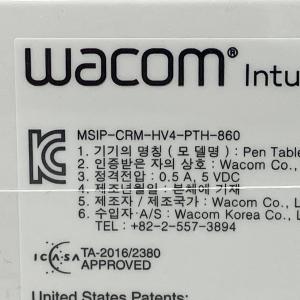 wacom® Intu
MSIP-CRM-HV4-PTH-860
1. 기기의 명칭 ( 모 델명 ) : Pen Table
2. 인증받은 자의 상호 : Wacom Co.,
3. 정격전압 : 0.5 A, 5 VDC
4. 제조년월일 : 본체에 기재
5. 제조자 / 제조국가 : Wacom Co., L
6. 수입자·A/S : Wacom Korea Co., L
TEL : +82-2-557-3894
ICASA
TA-2016/2380
APPROVED
United States Patents: